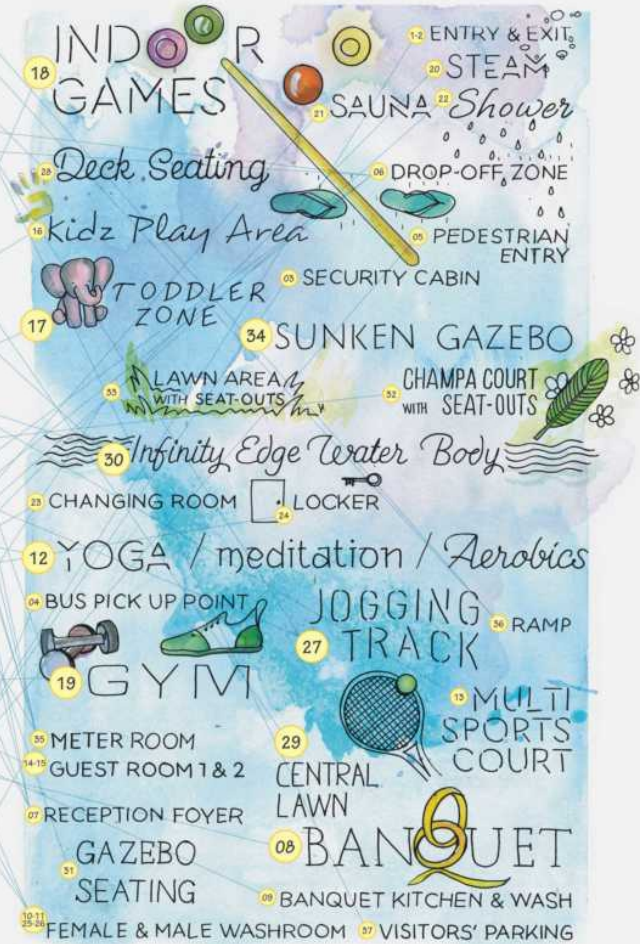 18 INDOOR
GAMES
1-2 ENTRY & EXIT
20 STEAM
21 SAUNA
22 Shower
28 Deck Seating
06 DROP-OFF ZONE
16 Kidz Play Area
05 PEDESTRIAN
ENTRY
03 SECURITY CABIN
17 TODDLER
ZONE
34 SUNKEN GAZEBO
33 LAWN AREA
WITH SEAT-OUTS
32 CHAMPA COURT
WITH SEAT-OUTS
30 Infinity Edge Water Body
23 CHANGING ROOM
24 LOCKER
12 YOGA / meditation / Aerobics
04 BUS PICK UP POINT
27 JOGGING
TRACK
36 RAMP
19 GYM
13 MULTI
SPORTS
COURT
35 METER ROOM
14-15 GUEST ROOM 1 & 2
29
CENTRAL
LAWN
07 RECEPTION FOYER
08 BANQUET
31 GAZEBO
SEATING
09 BANQUET KITCHEN & WASH
10-11
25-26 FEMALE & MALE WASHROOM
37 VISITORS' PARKING